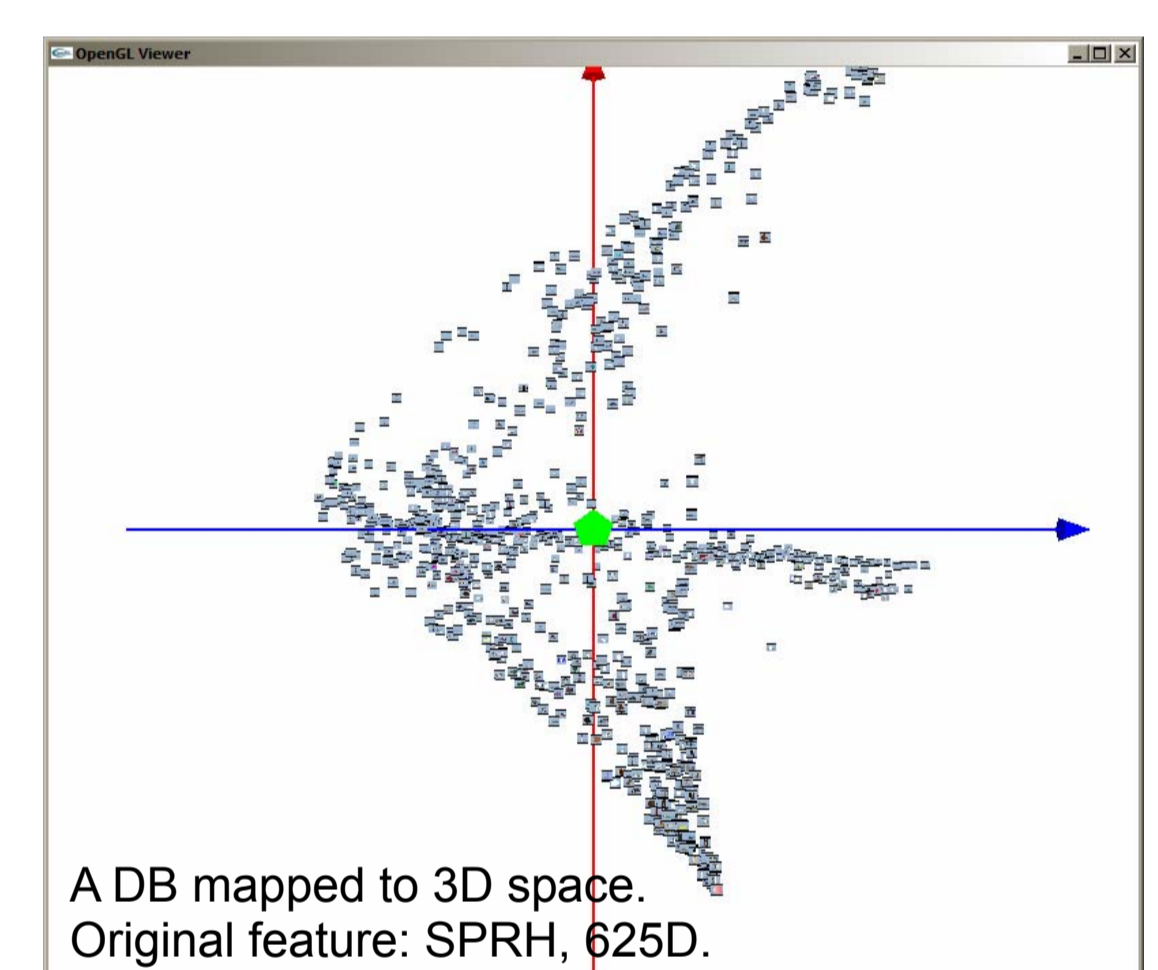 OpenGL Viewer
A DB mapped to 3D space.
Original feature: SPRH, 625D.